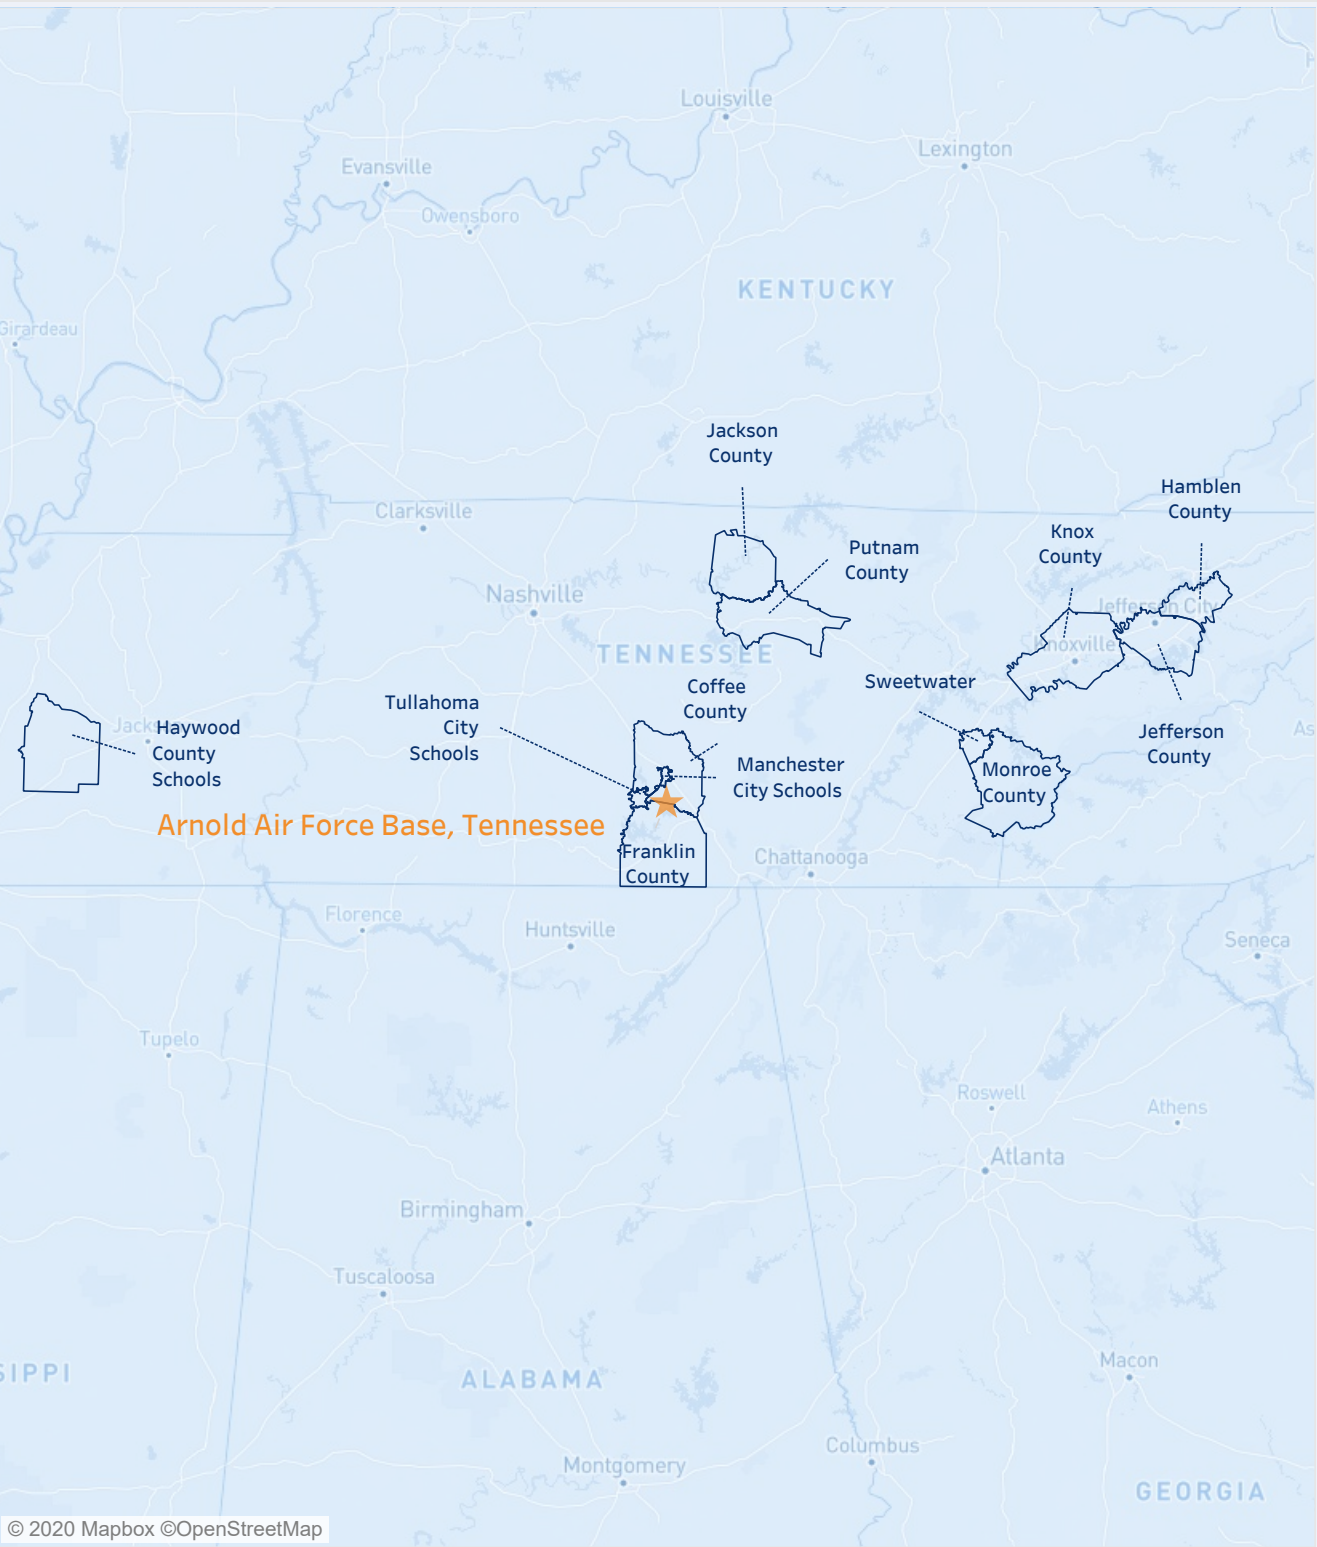 Louisville
Lexington
Evansville
Owensboro
KENTUCKY
Girardeau
Jackson
County
Hamblen
County
Clarksville
Knox
County
Putnam
County
Nashville
Jefferson City
Knoxville
TENNESSEE
Sweetwater
Coffee
County
Tullahoma
City
Schools
Haywood
County
Schools
Jefferson
County
Manchester
City Schools
Monroe
County
Arnold Air Force Base, Tennessee
Franklin
County
Chattanooga
Florence
Huntsville
Seneca
Tupelo
Roswell
Athens
Atlanta
Birmingham
Tuscaloosa
Macon
SIPPI
ALABAMA
Columbus
Montgomery
GEORGIA
© 2020 Mapbox ©OpenStreetMap